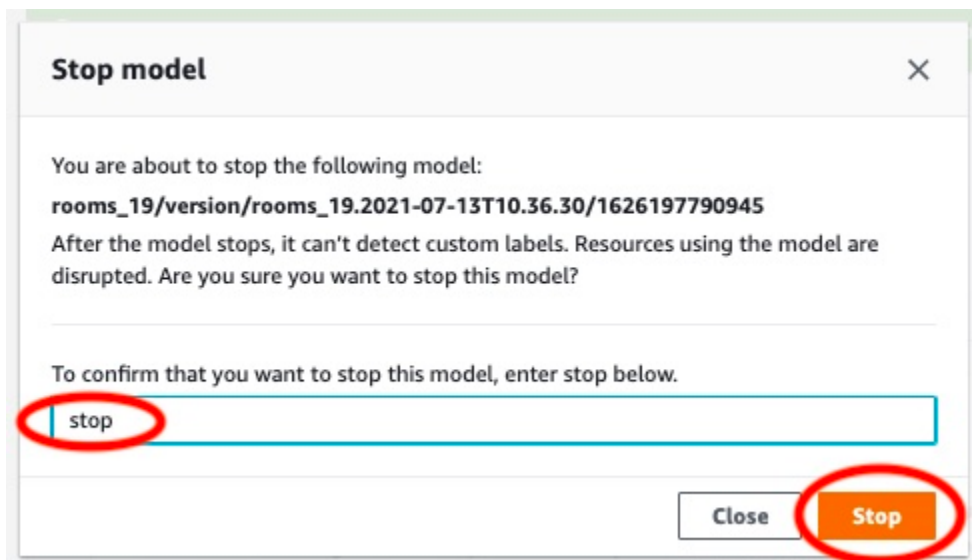 Stop model
You are about to stop the following model:
rooms_19/version/rooms_19.2021-07-13T10.36.30/1626197790945
After the model stops, it can't detect custom labels. Resources using the model are
disrupted. Are you sure you want to stop this model?
To confirm that you want to stop this model, enter stop below.
stop
Close Stop